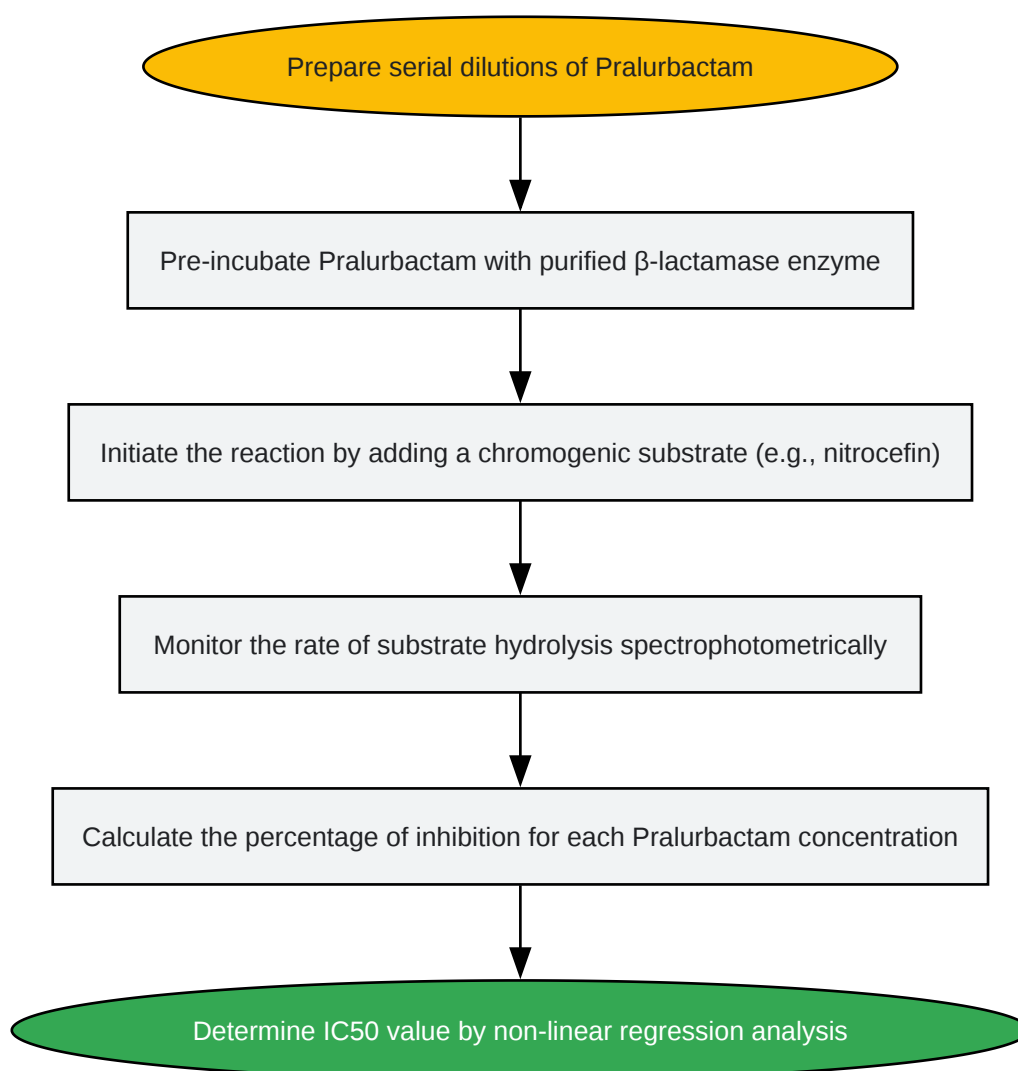 Prepare serial dilutions of Pralurbactam
Pre-incubate Pralurbactam with purified β-lactamase enzyme
Initiate the reaction by adding a chromogenic substrate (e.g., nitrocefin)
Monitor the rate of substrate hydrolysis spectrophotometrically
Calculate the percentage of inhibition for each Pralurbactam concentration
Determine IC50 value by non-linear regression analysis